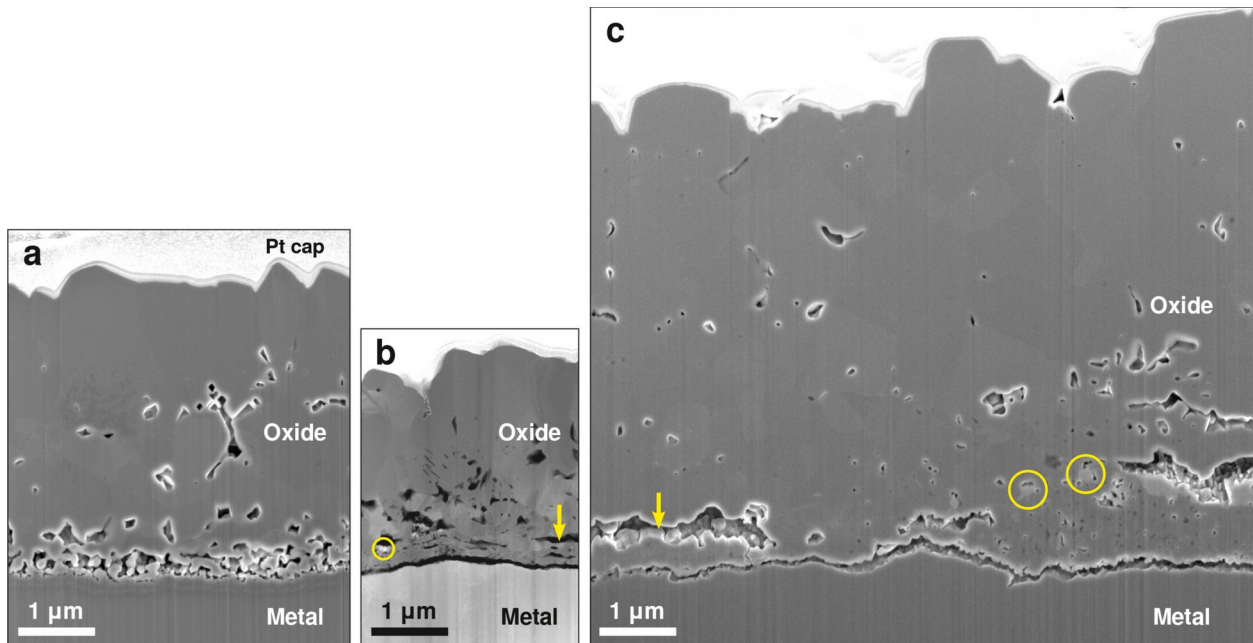 a
Pt cap
Oxide
1 µm
Metal
b
Oxide
1 µm
Metal
c
Oxide
1 µm
Metal